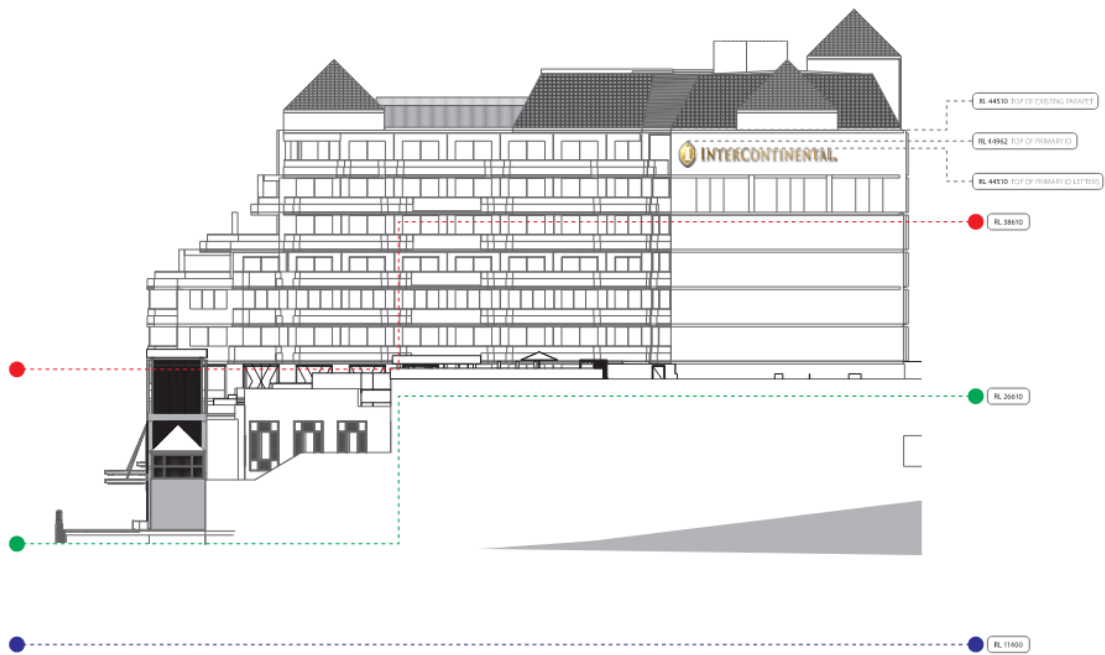 RL 44510 TOP OF EXISTING PARAPET
RL 44962 TOP OF PRIMARY ID
INTERCONTINENTAL.
RL 44510 TOP OF PRIMARY ID LETTERS
RL 38610
RL 26610
RL 11400